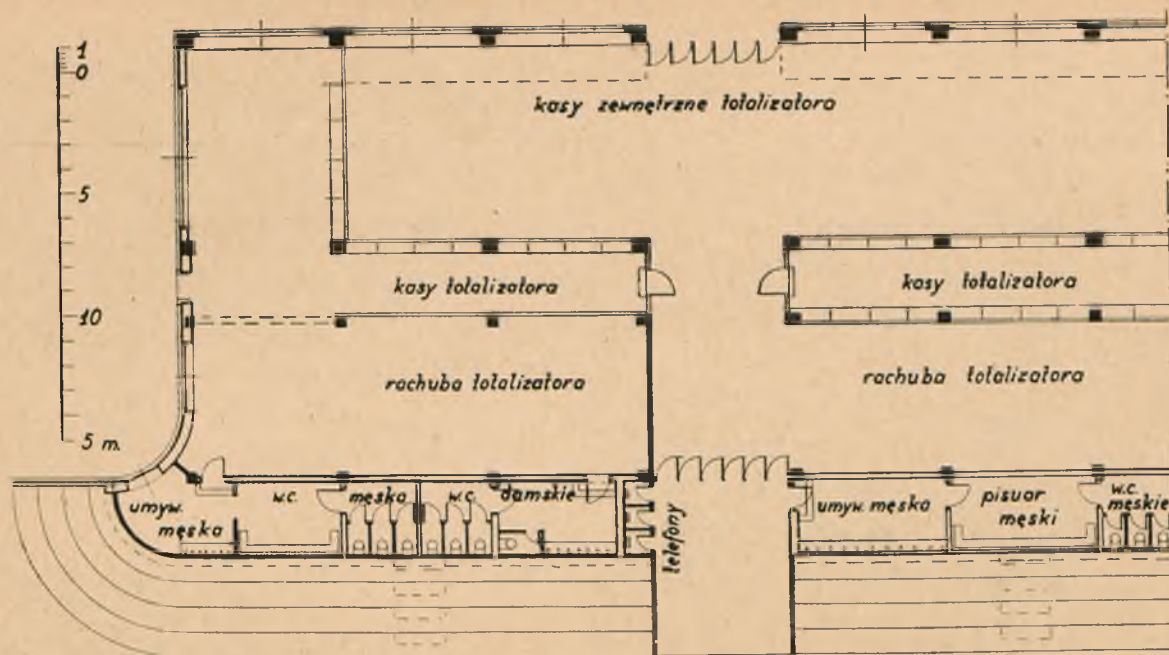 1
0
kasy zewnętrzne totalizatora
5
kasy totalizatora
kasy totalizatora
10
rachuba totalizatora
rachuba totalizatora
5 m.
umyw.
męska
w.c.
męska
w.c.
damskie
telefony
umyw. męska
pisuar
męski
w.c.
męskie